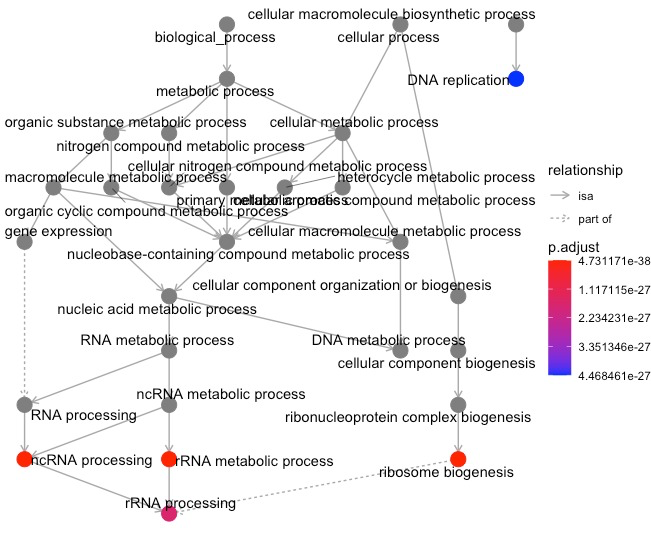 cellular macromolecule biosynthetic process
biological_process
cellular process
DNA replication
metabolic process
organic substance metabolic process
cellular metabolic process
nitrogen compound metabolic process
cellular nitrogen compound metabolic process
macromolecule metabolic process
heterocycle metabolic process
primary metabolic process
cellular aromatic compound metabolic process
organic cyclic compound metabolic process
gene expression
cellular macromolecule metabolic process
nucleobase-containing compound metabolic process
cellular component organization or biogenesis
nucleic acid metabolic process
RNA metabolic process
DNA metabolic process
cellular component biogenesis
ncRNA metabolic process
RNA processing
ribonucleoprotein complex biogenesis
ncRNA processing
rRNA metabolic process
ribosome biogenesis
rRNA processing
relationship
isa
part of
p.adjust
4.731171e-38
1.117115e-27
2.234231e-27
3.351346e-27
4.468461e-27